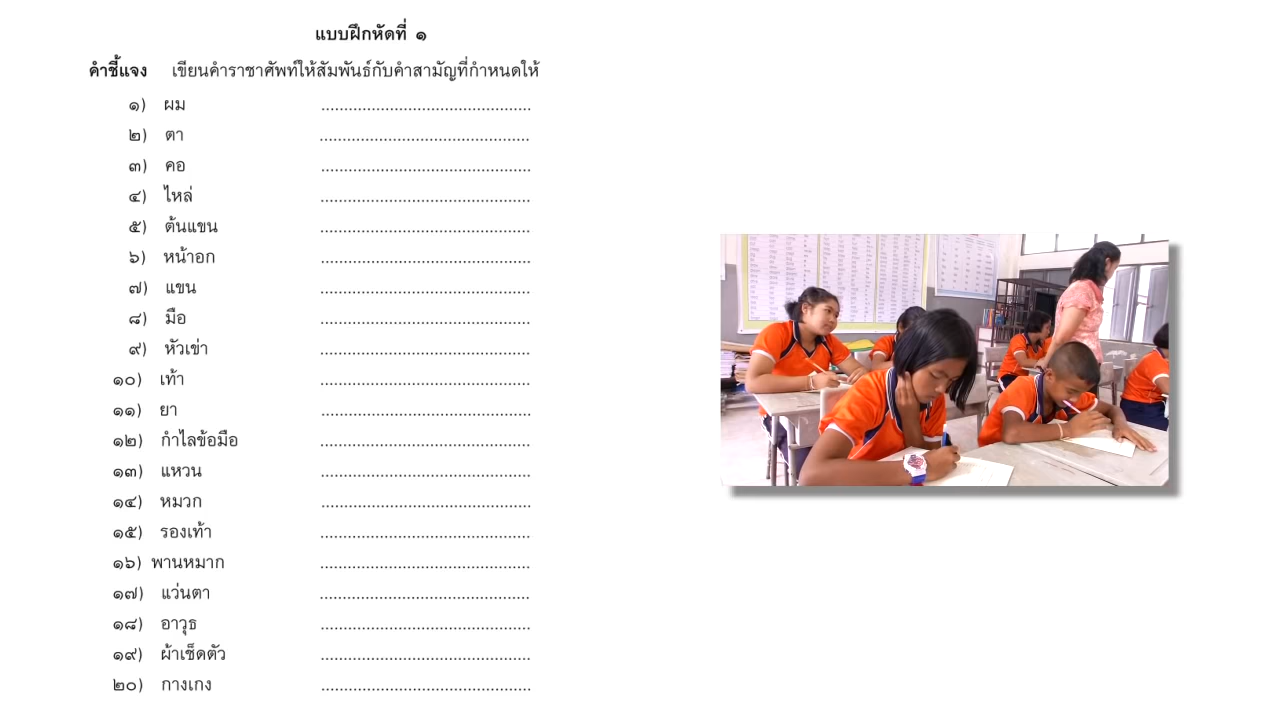 แบบฝึกหัดที่ ๑
คำชี้แจง เขียนคำราชาศัพท์ให้สัมพันธ์กับคำสามัญที่กำหนดให้
๑) ผม ..............................................
๒) ตา ..............................................
๓) คอ ..............................................
๔) ไหล่ ..............................................
๕) ต้นแขน ..............................................
๖) หน้าอก ..............................................
๗) แขน ..............................................
๘) มือ ..............................................
๙) หัวเข่า ..............................................
๑๐) เท้า ..............................................
๑๑) ยา ..............................................
๑๒) กำไลข้อมือ ..............................................
๑๓) แหวน ..............................................
๑๔) หมวก ..............................................
๑๕) รองเท้า ..............................................
๑๖) พานหมาก ..............................................
๑๗) แว่นตา ..............................................
๑๘) อาวุธ ..............................................
๑๙) ผ้าเช็ดตัว ..............................................
๒๐) กางเกง ..............................................